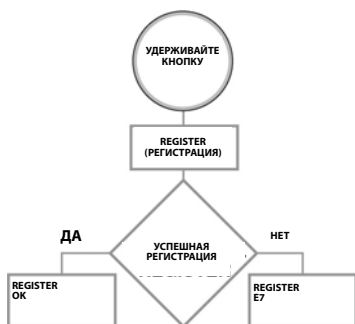 УДЕРЖИВАЙТЕ
КНОПКУ
REGISTER
(РЕГИСТРАЦИЯ)
ДА
УСПЕШНАЯ
РЕГИСТРАЦИЯ
НЕТ
REGISTER
OK
REGISTER
E7